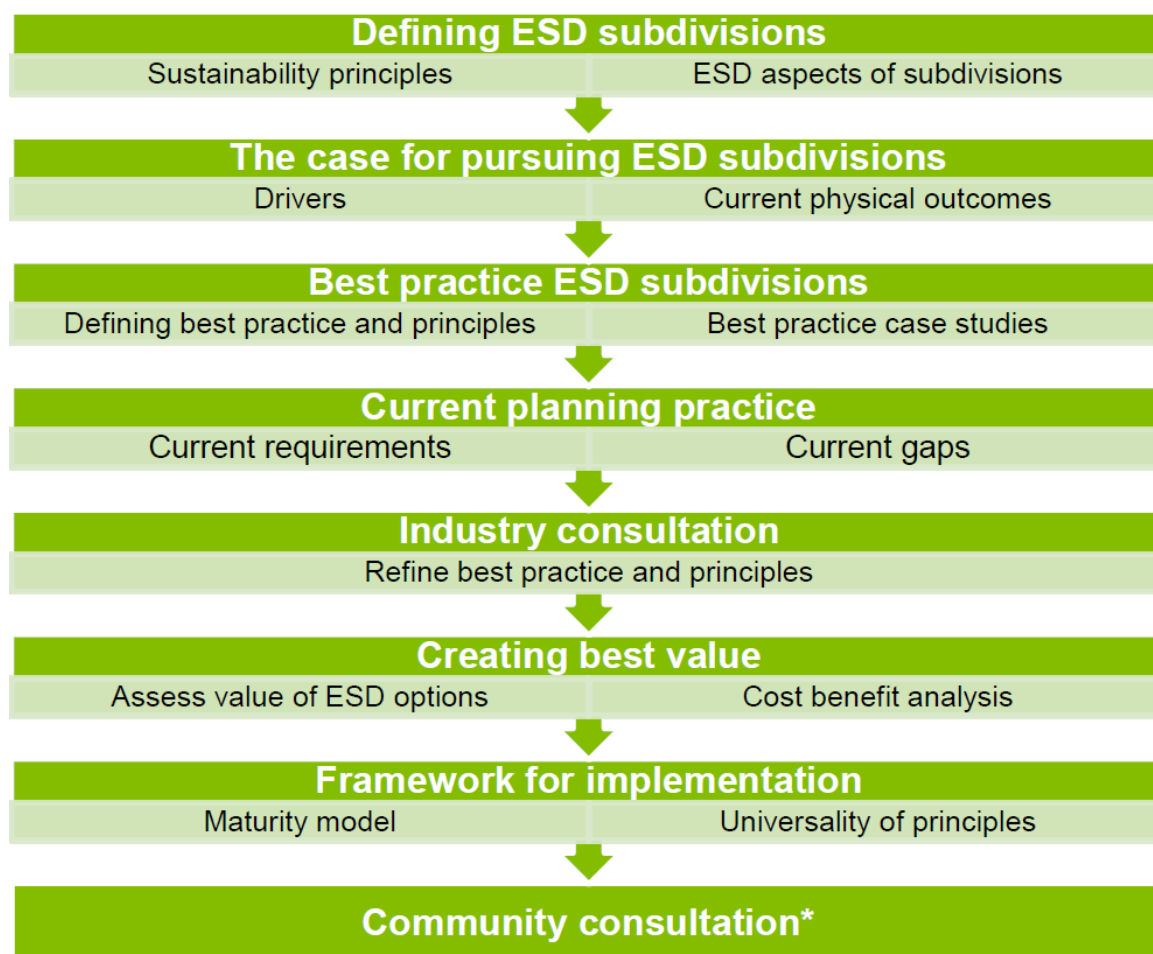 Defining ESD subdivisions
Sustainability principles
ESD aspects of subdivisions
The case for pursuing ESD subdivisions
Drivers
Current physical outcomes
Best practice ESD subdivisions
Defining best practice and principles
Best practice case studies
Current planning practice
Current requirements
Current gaps
Industry consultation
Refine best practice and principles
Creating best value
Assess value of ESD options
Cost benefit analysis
Framework for implementation
Maturity model
Universality of principles
Community consultation*